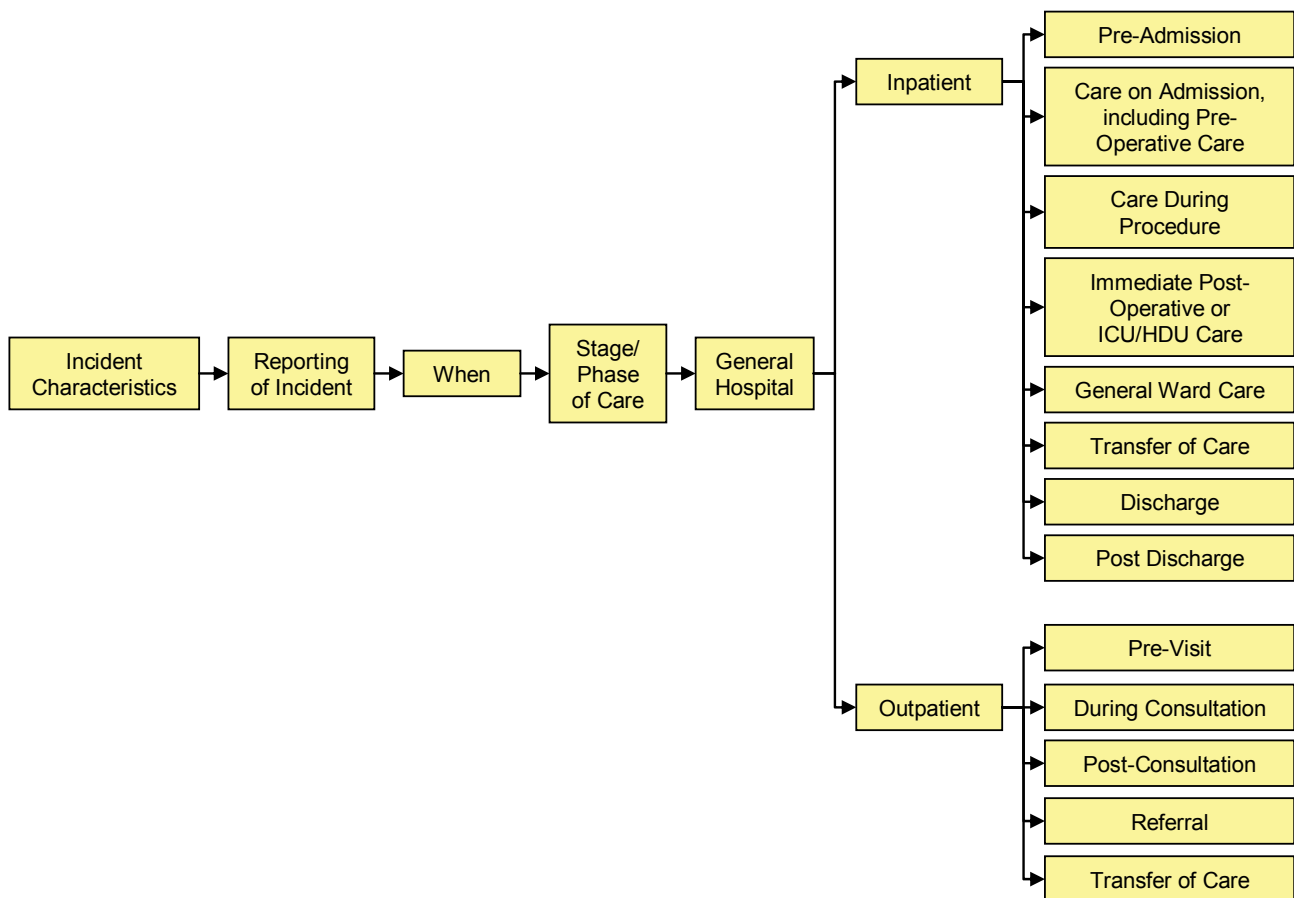 Incident
Characteristics
Reporting
of Incident
When
Stage/
Phase
of Care
General
Hospital
Inpatient
Pre-Admission
Care on Admission,
including Pre-
Operative Care
Care During
Procedure
Immediate Post-
Operative or
ICU/HDU Care
General Ward Care
Transfer of Care
Discharge
Post Discharge
Outpatient
Pre-Visit
During Consultation
Post-Consultation
Referral
Transfer of Care